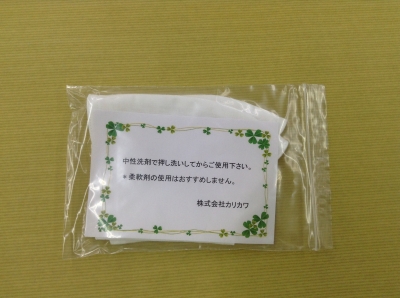 中性洗剤で押し洗いしてからご使用下さい。
*柔軟剤の使用はおすすめしません。
株式会社カリカワ